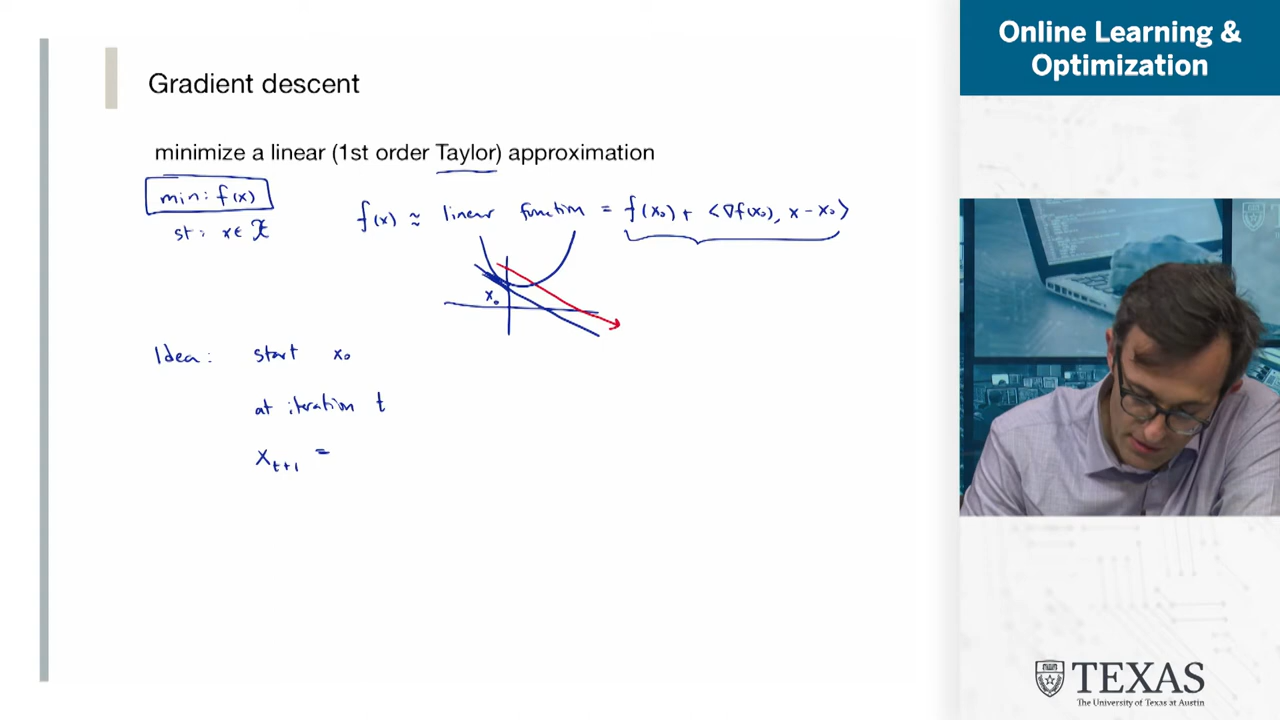 Gradient descent
minimize a linear (1st order Taylor) approximation
min: f(x)
st: x ∈ 𝒳
f(x) ≈ linear function = f(x₀) + ⟨∇f(x₀), x - x₀⟩
x₀
Idea: start x₀
at iteration t
xₜ₊₁ =
Online Learning &
Optimization
TEXAS
The University of Texas at Austin